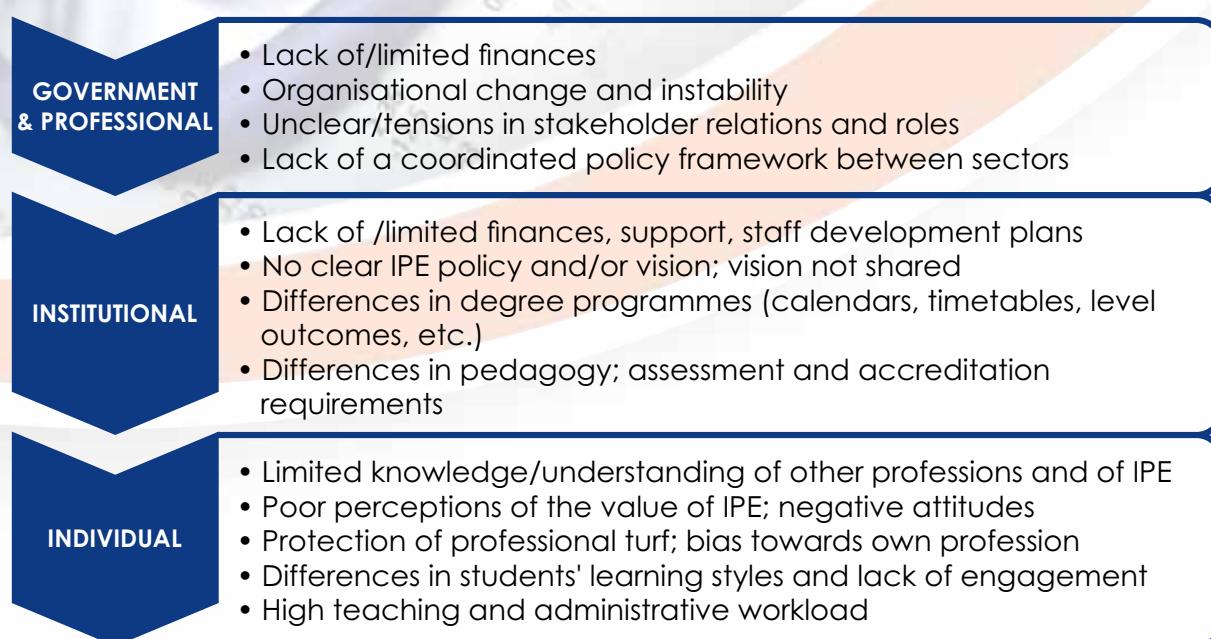 GOVERNMENT
& PROFESSIONAL
• Lack of/limited finances
• Organisational change and instability
• Unclear/tensions in stakeholder relations and roles
• Lack of a coordinated policy framework between sectors
INSTITUTIONAL
• Lack of /limited finances, support, staff development plans
• No clear IPE policy and/or vision; vision not shared
• Differences in degree programmes (calendars, timetables, level
outcomes, etc.)
• Differences in pedagogy; assessment and accreditation
requirements
INDIVIDUAL
• Limited knowledge/understanding of other professions and of IPE
• Poor perceptions of the value of IPE; negative attitudes
• Protection of professional turf; bias towards own profession
• Differences in students' learning styles and lack of engagement
• High teaching and administrative workload